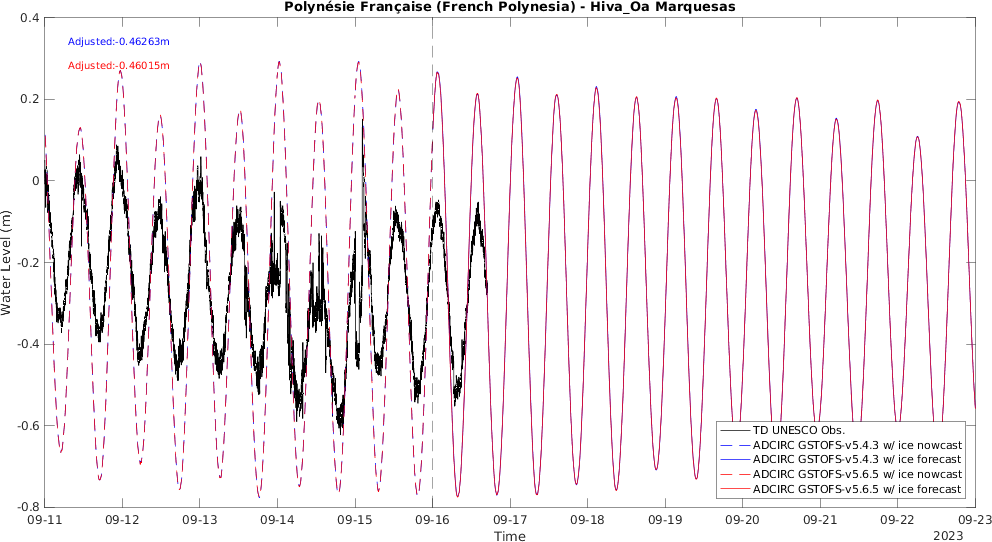 Polynésie Française (French Polynesia) - Hiva_Oa Marquesas
Adjusted:-0.46263m
Adjusted:-0.46015m
Water Level (m)
0.4
0.2
0
-0.2
-0.4
-0.6
-0.8
TD UNESCO Obs.
ADCIRC GSTOFS-v5.4.3 w/ ice nowcast
ADCIRC GSTOFS-v5.4.3 w/ ice forecast
ADCIRC GSTOFS-v5.6.5 w/ ice nowcast
ADCIRC GSTOFS-v5.6.5 w/ ice forecast
09-11 09-12 09-13 09-14 09-15 09-16 09-17 09-18 09-19 09-20 09-21 09-22 09-23
Time
2023